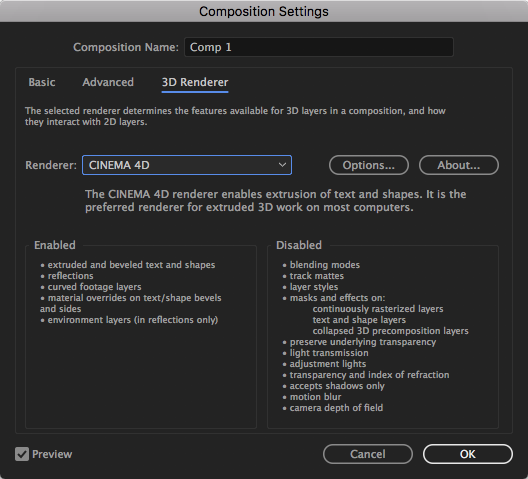 Composition Settings
Composition Name: Comp 1
Basic Advanced 3D Renderer
The selected renderer determines the features available for 3D layers in a composition, and how
they interact with 2D layers.
Renderer: CINEMA 4D Options... About...
The CINEMA 4D renderer enables extrusion of text and shapes. It is the
preferred renderer for extruded 3D work on most computers.
Enabled
• extruded and beveled text and shapes
• reflections
• curved footage layers
• material overrides on text/shape bevels
and sides
• environment layers (in reflections only)
Disabled
• blending modes
• track mattes
• layer styles
• masks and effects on:
continuously rasterized layers
text and shape layers
collapsed 3D precomposition layers
• preserve underlying transparency
• light transmission
• adjustment lights
• transparency and index of refraction
• accepts shadows only
• motion blur
• camera depth of field
Preview Cancel OK